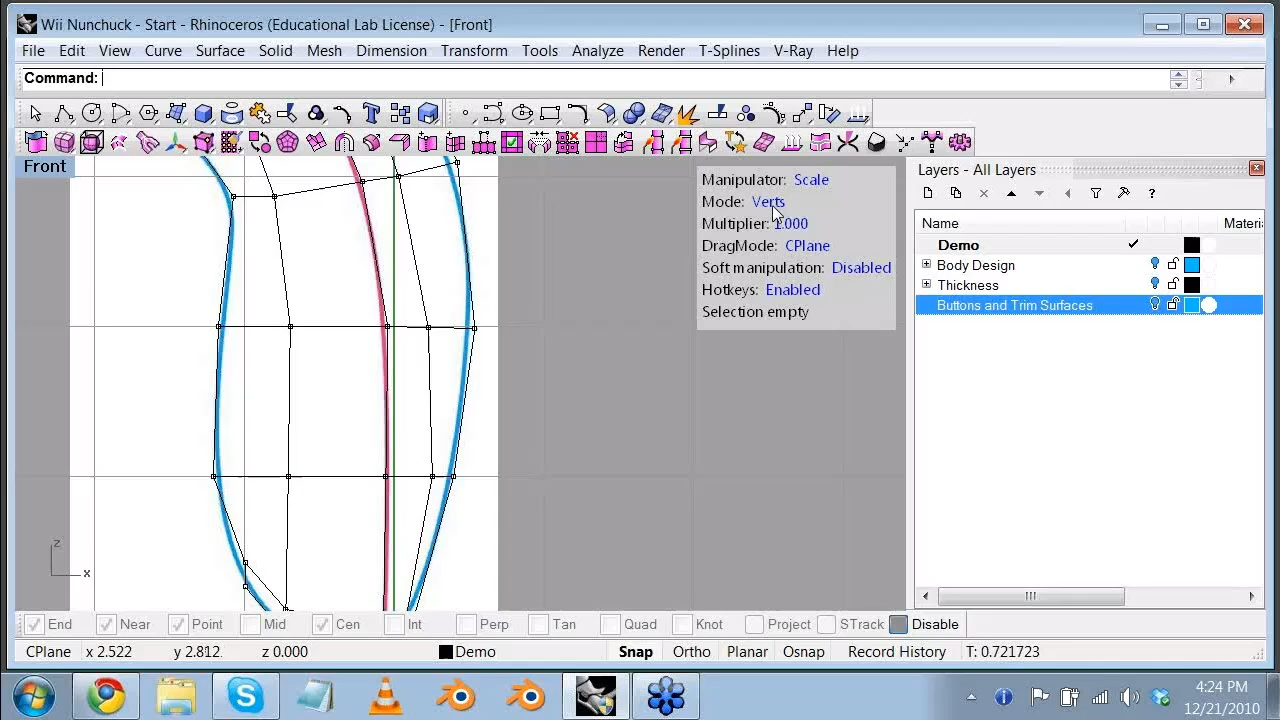 Wii Nunchuck - Start - Rhinoceros (Educational Lab License) - [Front]
File Edit View Curve Surface Solid Mesh Dimension Transform Tools Analyze Render T-Splines V-Ray Help
Command:
Front
Manipulator: Scale
Mode: Verts
Multiplier: 1.000
DragMode: CPlane
Soft manipulation: Disabled
Hotkeys: Enabled
Selection empty
Layers - All Layers
Name Materi
Demo
Body Design
Thickness
Buttons and Trim Surfaces
z
x
End Near Point Mid Cen Int Perp Tan Quad Knot Project STrack Disable
CPlane x 2.522 y 2.812 z 0.000 Demo Snap Ortho Planar Osnap Record History T: 0.721723
4:24 PM
12/21/2010